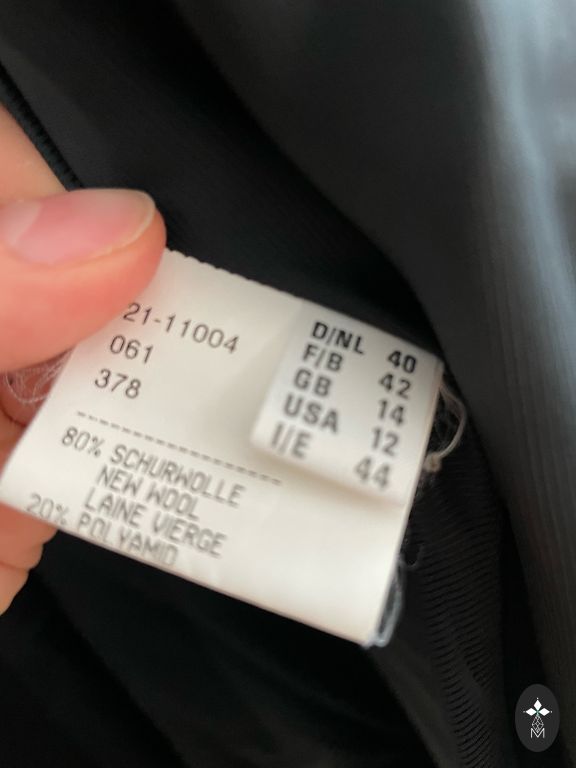 21-11004
061
378
80% SCHURWOLLE
NEW WOOL
LAINE VIERGE
20% POLYAMID
D/NL 40
F/B 42
GB 14
USA 12
I/E 44
M